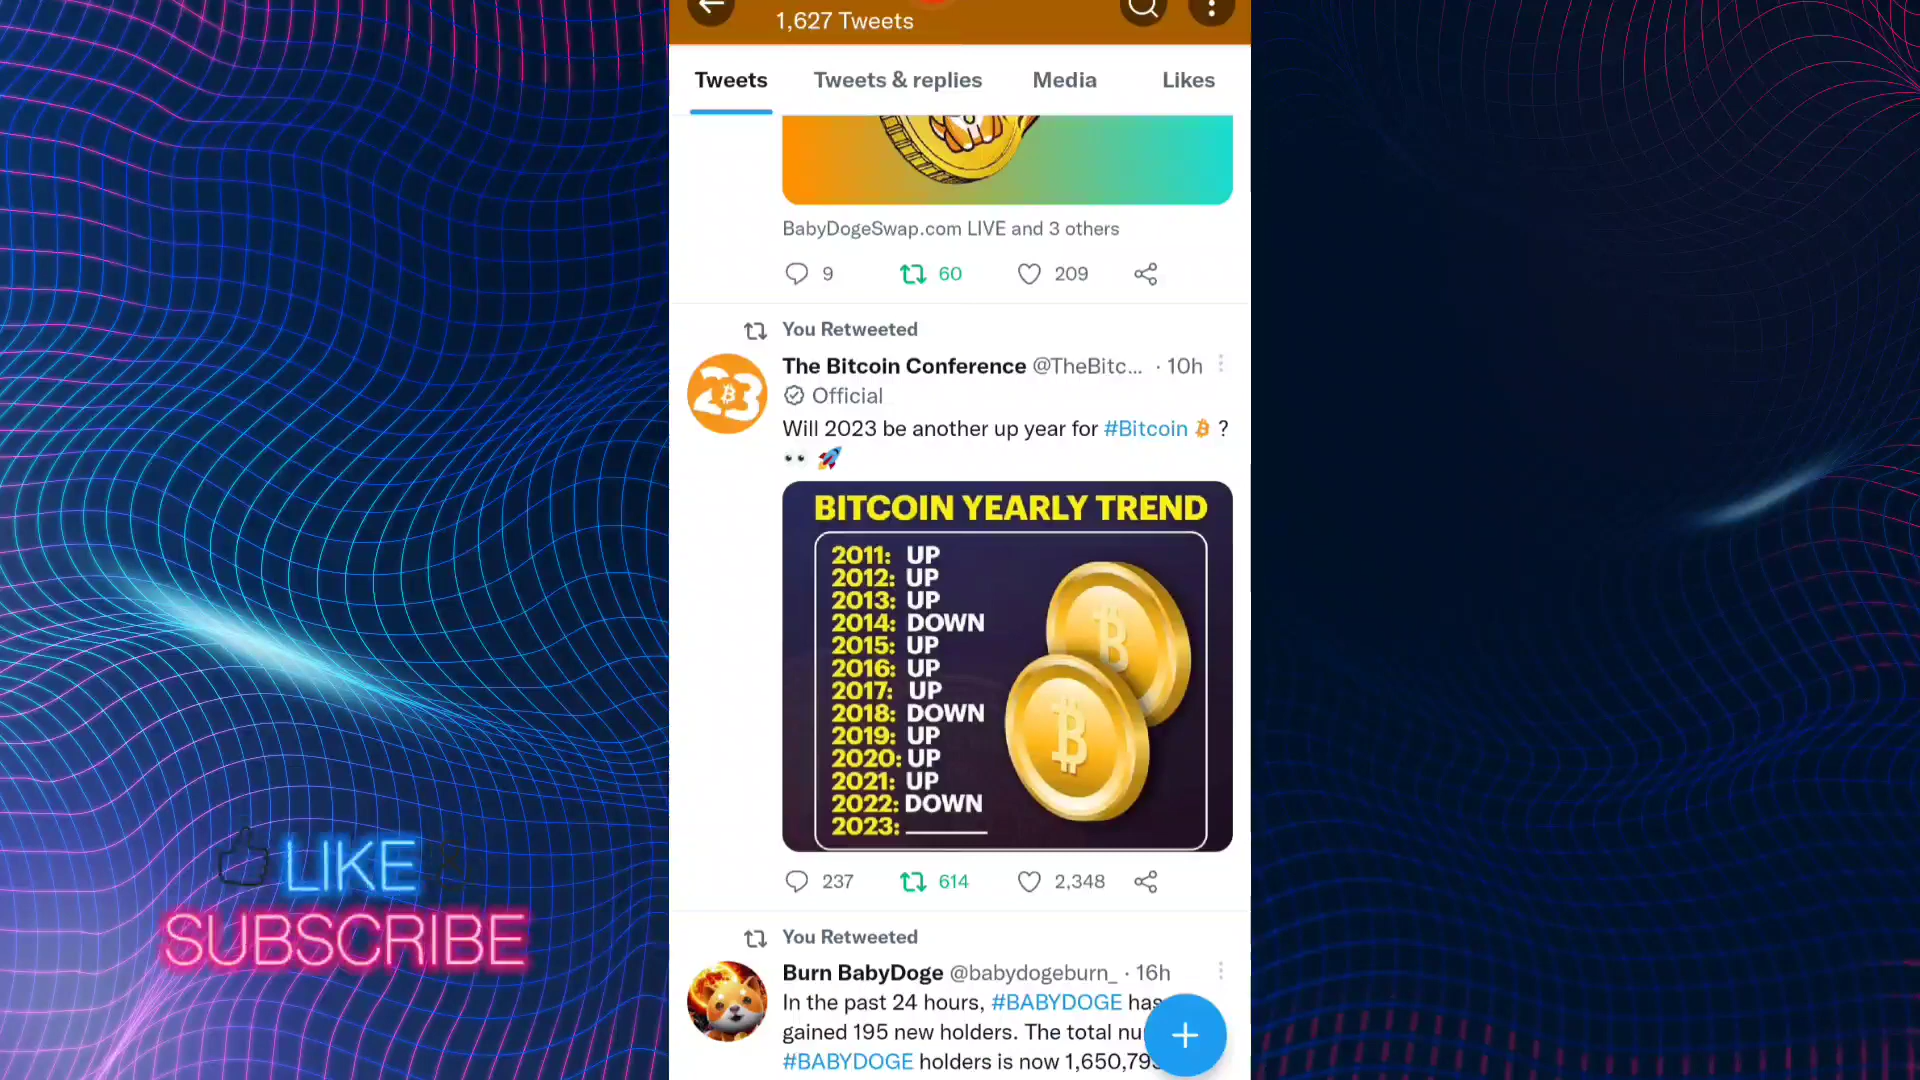 1,627 Tweets
Tweets Tweets & replies Media Likes
BabyDogeSwap.com LIVE and 3 others
9 60 209
You Retweeted
The Bitcoin Conference @TheBitc... · 10h
Official
Will 2023 be another up year for #Bitcoin ?
BITCOIN YEARLY TREND
2011: UP
2012: UP
2013: UP
2014: DOWN
2015: UP
2016: UP
2017: UP
2018: DOWN
2019: UP
2020: UP
2021: UP
2022: DOWN
2023: ______
237 614 2,348
You Retweeted
Burn BabyDoge @babydogeburn_ · 16h
In the past 24 hours, #BABYDOGE has
gained 195 new holders. The total
#BABYDOGE holders is now
LIKE
SUBSCRIBE